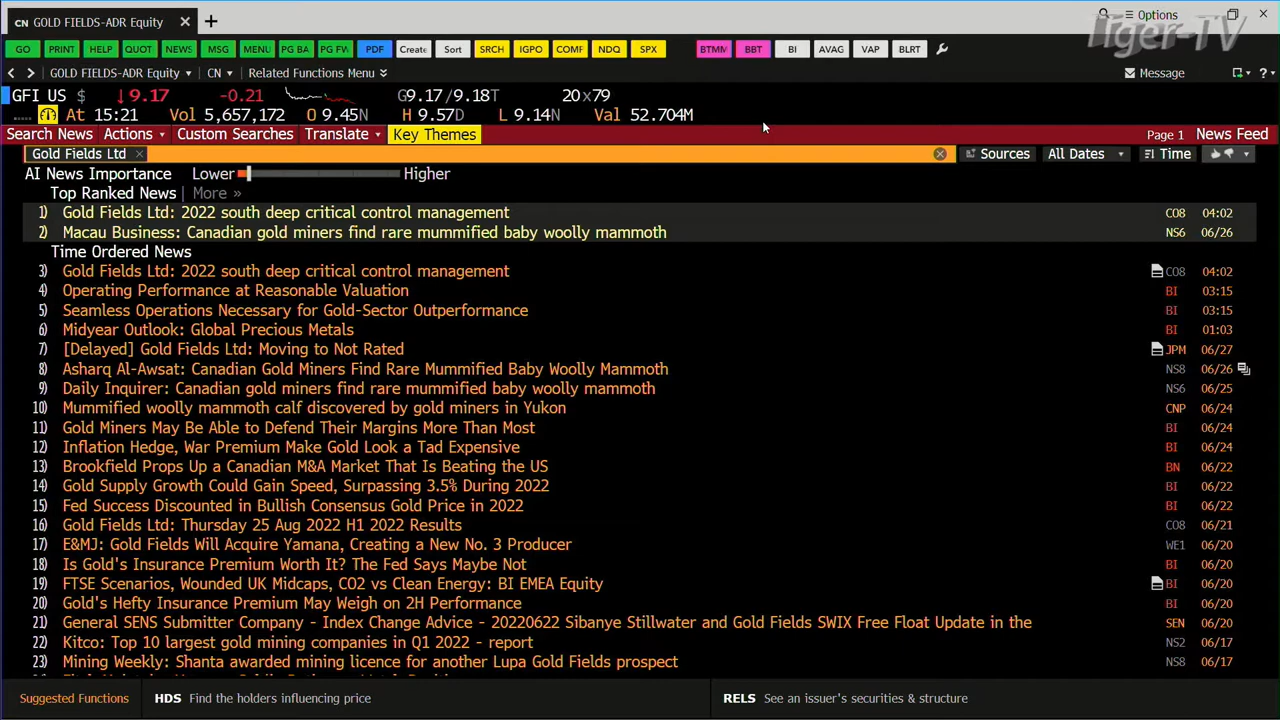 CN GOLD FIELDS-ADR Equity × +
Options
Tiger-TV
GO PRINT HELP QUOT NEWS MSG MENU PG BA PG FW PDF Create Sort SRCH IGPO COMF NDQ SPX BTMM BBT BI AVAG VAP BLRT
GOLD FIELDS-ADR Equity CN Related Functions Menu Message ?
GFI US $ ↓ 9.17 -0.21 G9.17/9.18T 20x79
At 15:21 Vol 5,657,172 O 9.45N H 9.57D L 9.14N Val 52.704M
Search News Actions Custom Searches Translate Key Themes Page 1 News Feed
Gold Fields Ltd × Sources All Dates Time
AI News Importance Lower Higher
Top Ranked News | More »
1) Gold Fields Ltd: 2022 south deep critical control management CO8 04:02
2) Macau Business: Canadian gold miners find rare mummified baby woolly mammoth NS6 06/26
Time Ordered News
3) Gold Fields Ltd: 2022 south deep critical control management CO8 04:02
4) Operating Performance at Reasonable Valuation BI 03:15
5) Seamless Operations Necessary for Gold-Sector Outperformance BI 03:15
6) Midyear Outlook: Global Precious Metals BI 01:03
7) [Delayed] Gold Fields Ltd: Moving to Not Rated JPM 06/27
8) Asharq Al-Awsat: Canadian Gold Miners Find Rare Mummified Baby Woolly Mammoth NS8 06/26
9) Daily Inquirer: Canadian gold miners find rare mummified baby woolly mammoth NS6 06/25
10) Mummified woolly mammoth calf discovered by gold miners in Yukon CNP 06/24
11) Gold Miners May Be Able to Defend Their Margins More Than Most BI 06/24
12) Inflation Hedge, War Premium Make Gold Look a Tad Expensive BI 06/24
13) Brookfield Props Up a Canadian M&A Market That Is Beating the US BN 06/22
14) Gold Supply Growth Could Gain Speed, Surpassing 3.5% During 2022 BI 06/22
15) Fed Success Discounted in Bullish Consensus Gold Price in 2022 BI 06/22
16) Gold Fields Ltd: Thursday 25 Aug 2022 H1 2022 Results CO8 06/21
17) E&MJ: Gold Fields Will Acquire Yamana, Creating a New No. 3 Producer WE1 06/20
18) Is Gold's Insurance Premium Worth It? The Fed Says Maybe Not BI 06/20
19) FTSE Scenarios, Wounded UK Midcaps, CO2 vs Clean Energy: BI EMEA Equity BI 06/20
20) Gold's Hefty Insurance Premium May Weigh on 2H Performance BI 06/20
21) General SENS Submitter Company - Index Change Advice - 20220622 Sibanye Stillwater and Gold Fields SWIX Free Float Update in the SEN 06/20
22) Kitco: Top 10 largest gold mining companies in Q1 2022 - report NS2 06/17
23) Mining Weekly: Shanta awarded mining licence for another Lupa Gold Fields prospect NS8 06/17
Suggested Functions HDS Find the holders influencing price RELS See an issuer's securities & structure